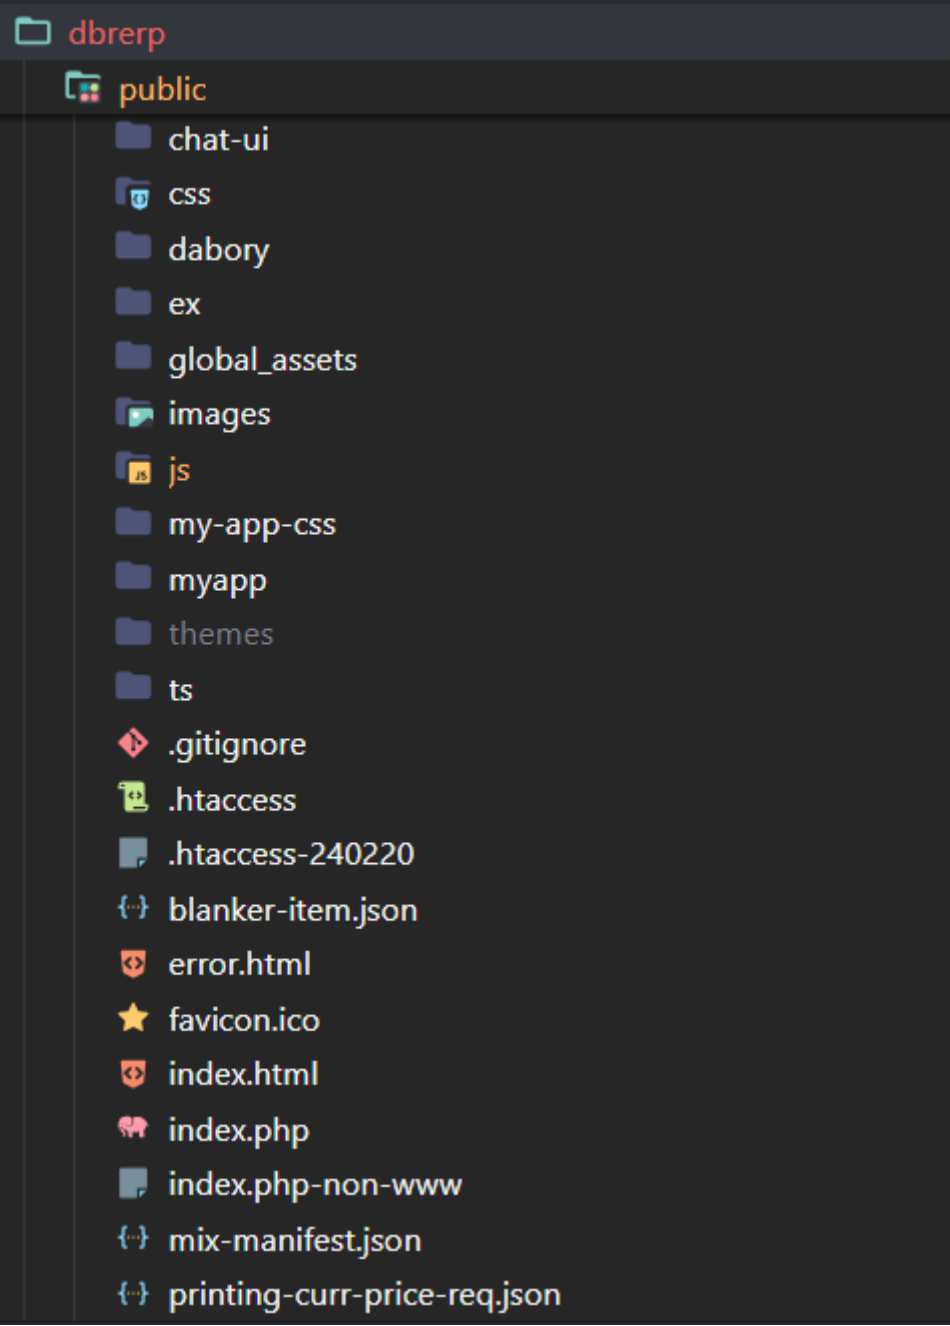 dbrerp
public
chat-ui
css
dabory
ex
global_assets
images
js
my-app-css
myapp
themes
ts
.gitignore
.htaccess
.htaccess-240220
blanker-item.json
error.html
favicon.ico
index.html
index.php
index.php-non-www
mix-manifest.json
printing-curr-price-req.json